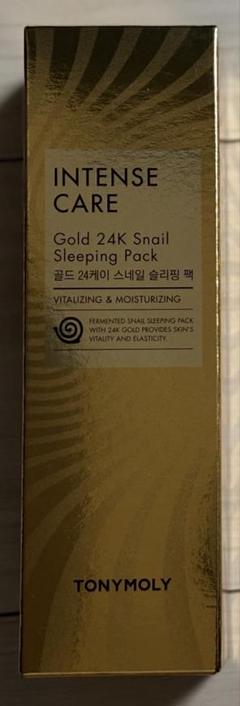 INTENSE
CARE
Gold 24K Snail
Sleeping Pack
골드 24케이 스네일 슬리핑 팩
VITALIZING & MOISTURIZING
FERMENTED SNAIL SLEEPING PACK
WITH 24K GOLD PROVIDES SKIN'S
VITALITY AND ELASTICITY.
TONYMOLY